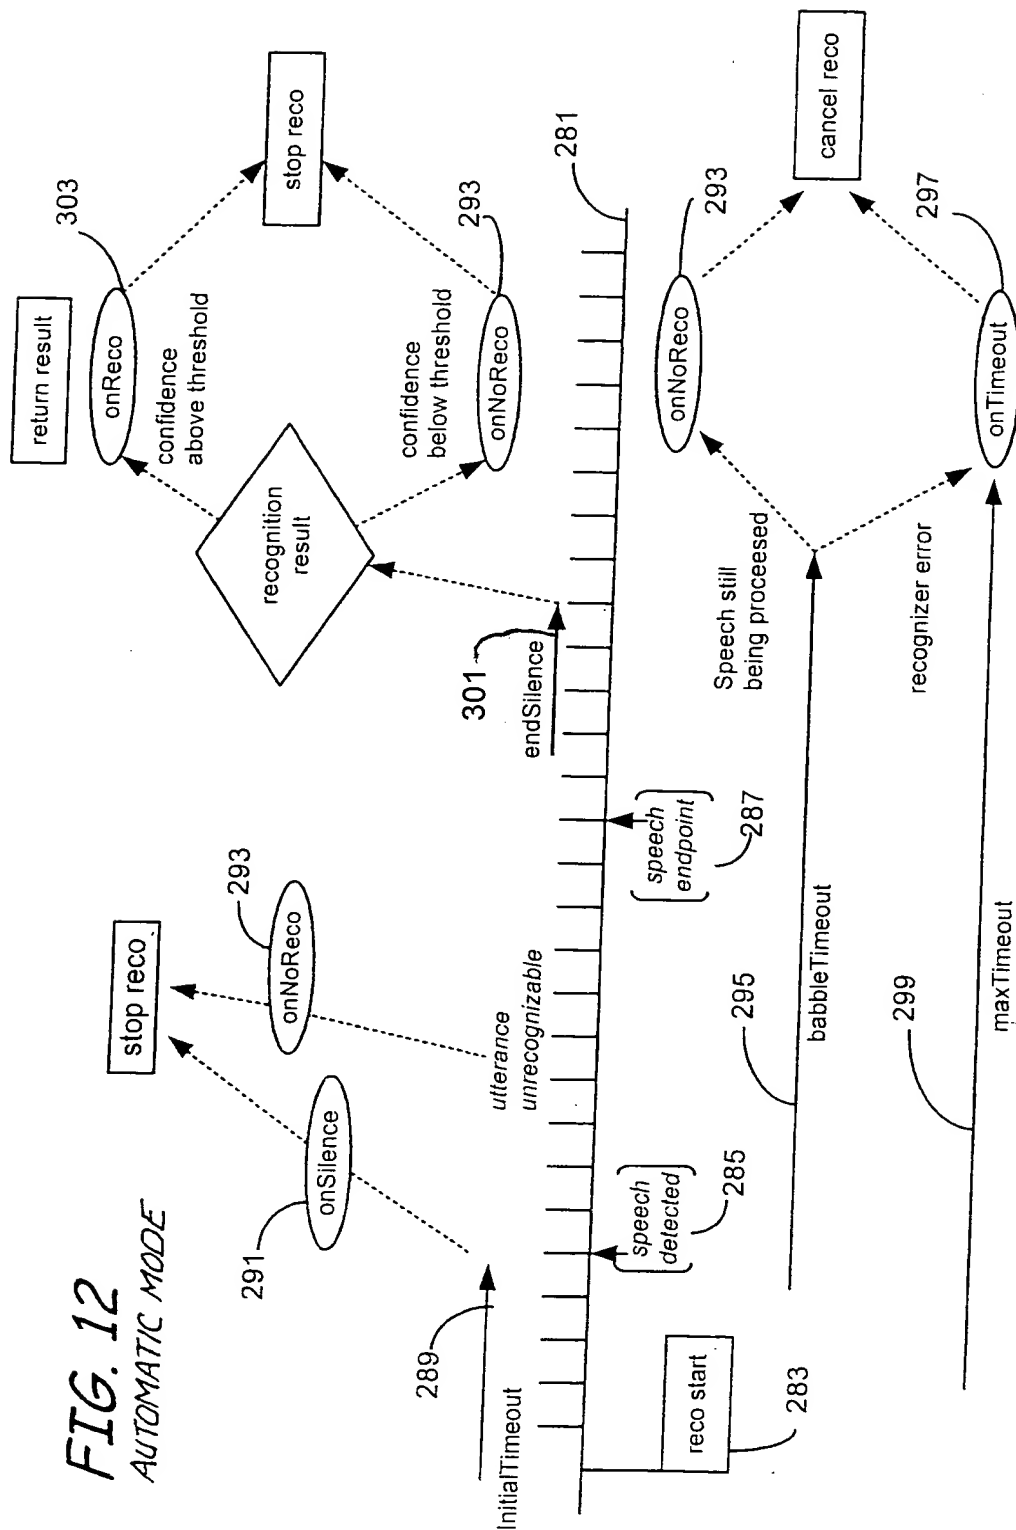 FIG. 12
AUTOMATIC MODE
InitialTimeout
289
291
onSilence
stop reco
onNoReco
293
utterance
unrecognizable
return result
onReco
303
confidence
above threshold
recognition
result
confidence
below threshold
onNoReco
293
stop reco
301
endSilence
281
reco start
283
speech
detected
285
speech
endpoint
287
295
babbleTimeout
Speech still
being proceesed
recognizer error
onNoReco
293
cancel reco
299
maxTimeout
onTimeout
297